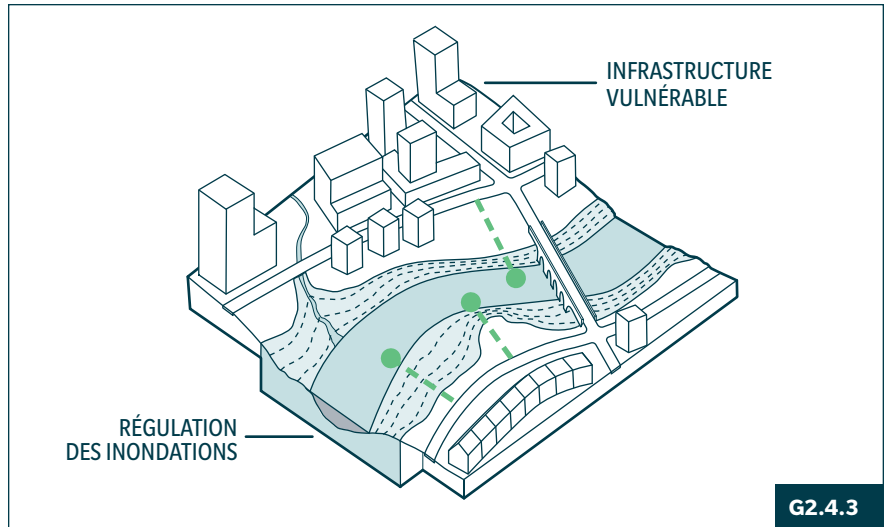 INFRASTRUCTURE
VULNÉRABLE
RÉGULATION
DES INONDATIONS
G2.4.3